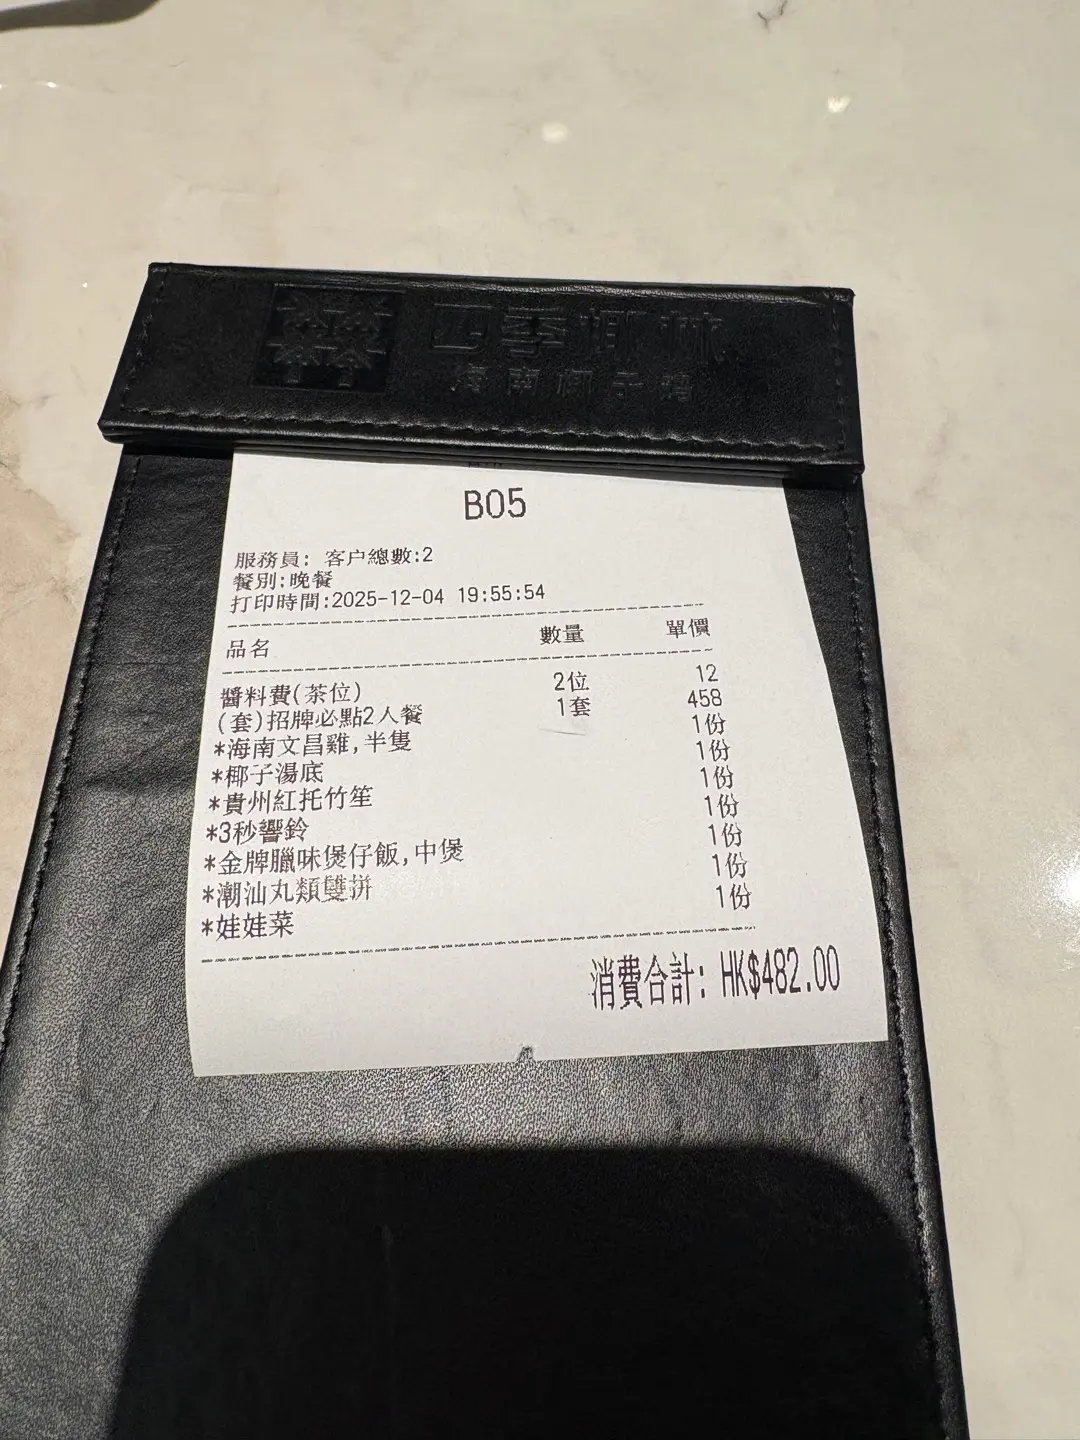 四季椰林
海南椰子鷄
B05
服務員: 客户總數:2
餐別:晚餐
打印時間:2025-12-04 19:55:54
品名 數量 單價
醬料費(茶位) 2位 12
(套)招牌必點2人餐 1套 458
*海南文昌雞,半隻 1份
*椰子湯底 1份
*貴州紅托竹笙 1份
*3秒響鈴 1份
*金牌臘味煲仔飯,中煲 1份
*潮汕丸類雙拼 1份
*娃娃菜 1份
消費合計: HK$482.00